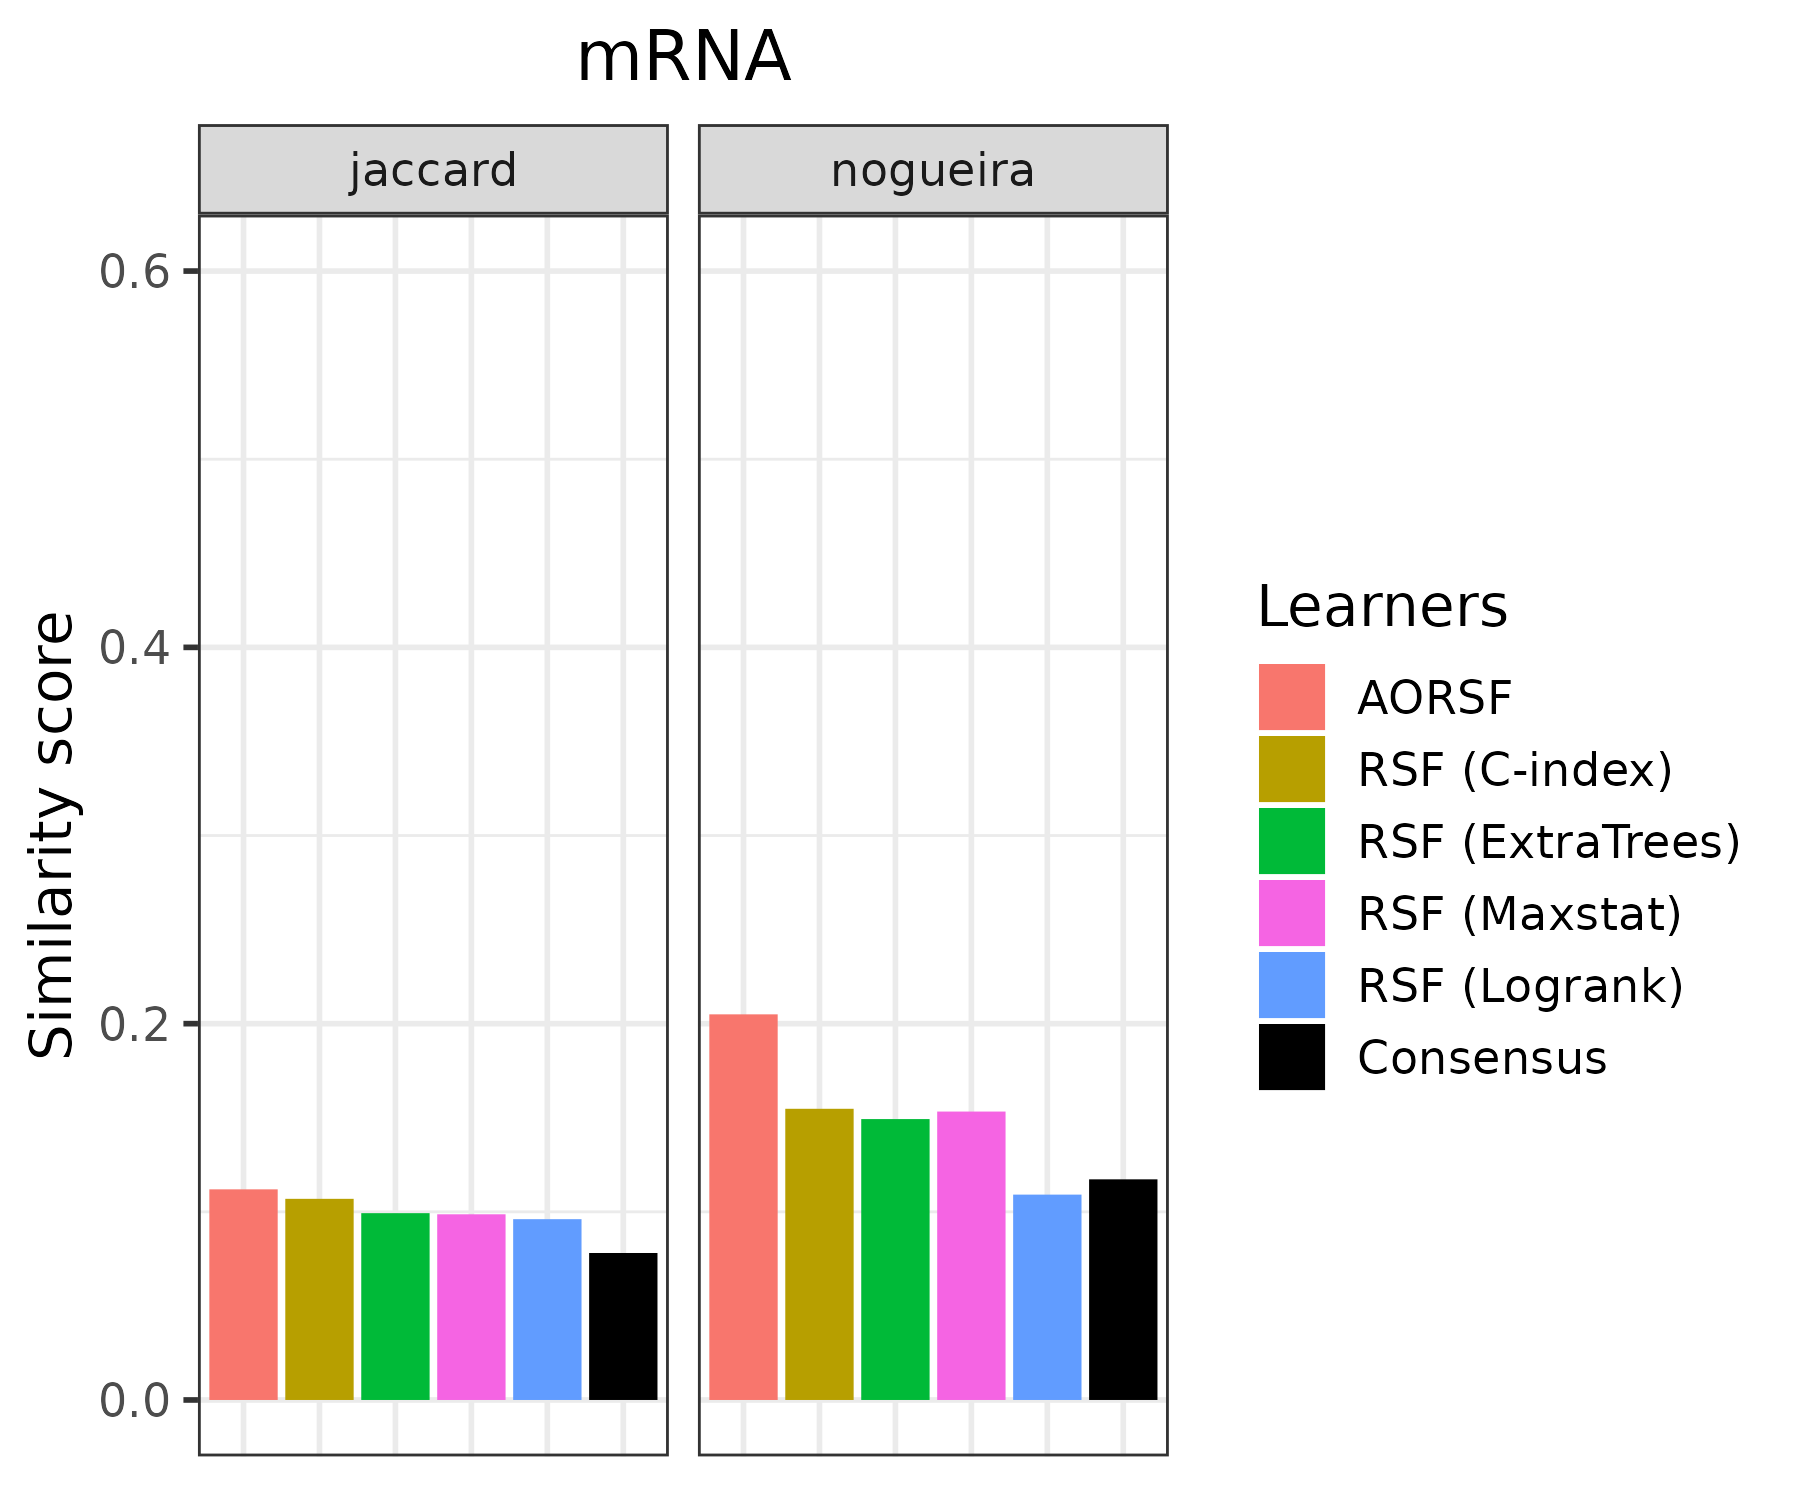 mRNA
jaccard
nogueira
0.6
0.4
0.2
0.0
Similarity score
Learners
AORSF
RSF (C-index)
RSF (ExtraTrees)
RSF (Maxstat)
RSF (Logrank)
Consensus